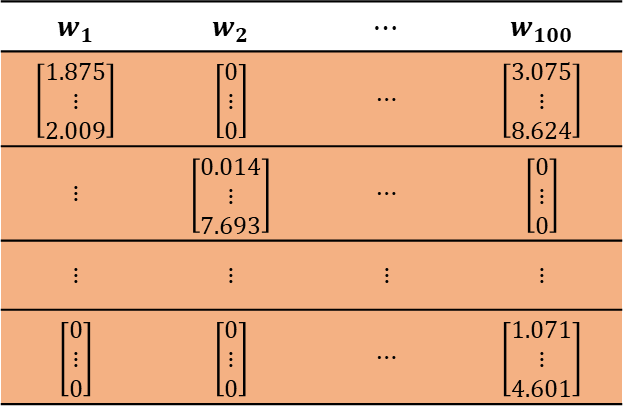 w₁ w₂ ⋯ w₁₀₀
[1.875 ⋮ 2.009] [0 ⋮ 0] ⋯ [3.075 ⋮ 8.624]
⋮ [0.014 ⋮ 7.693] ⋯ [0 ⋮ 0]
⋮ ⋮ ⋮ ⋮
[0 ⋮ 0] [0 ⋮ 0] ⋯ [1.071 ⋮ 4.601]